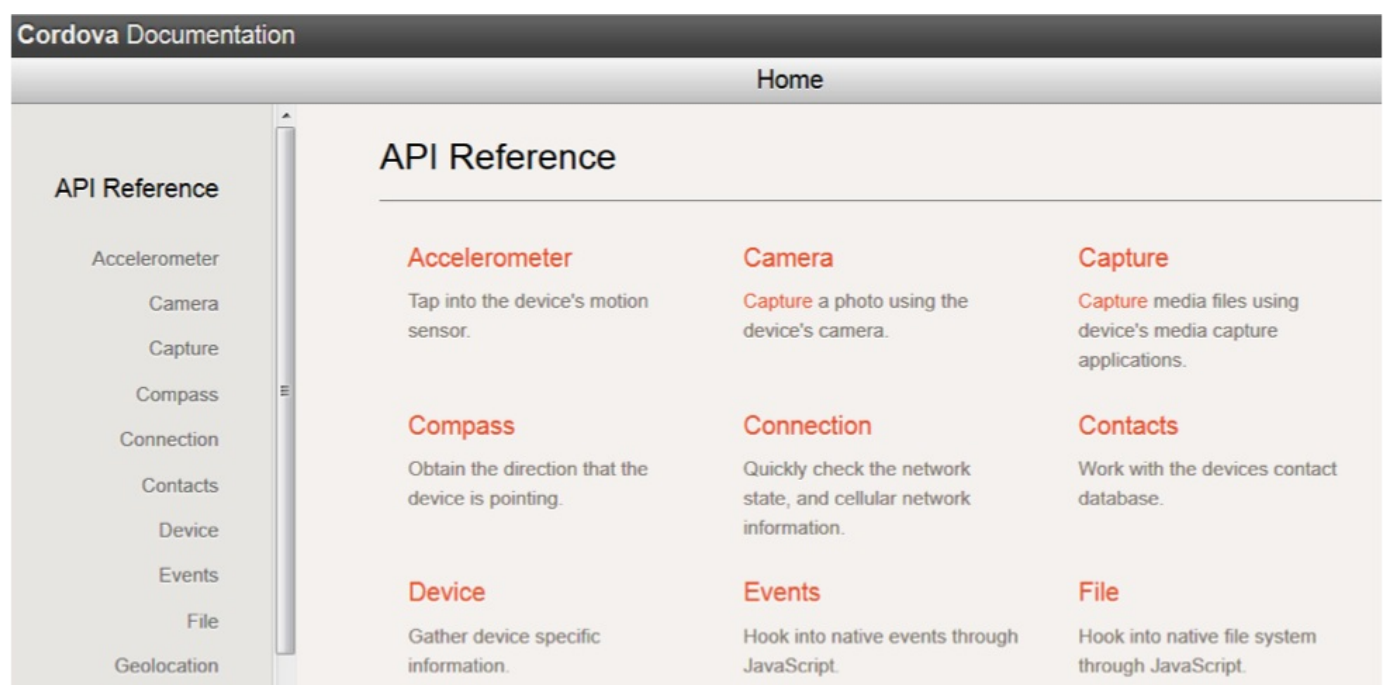 Cordova Documentation
Home
API Reference
Accelerometer
Camera
Capture
Compass
Connection
Contacts
Device
Events
File
Geolocation
API Reference
Accelerometer
Tap into the device's motion
sensor.
Camera
Capture a photo using the
device's camera.
Capture
Capture media files using
device's media capture
applications.
Compass
Obtain the direction that the
device is pointing.
Connection
Quickly check the network
state, and cellular network
information.
Contacts
Work with the devices contact
database.
Device
Gather device specific
information.
Events
Hook into native events through
JavaScript.
File
Hook into native file system
through JavaScript.